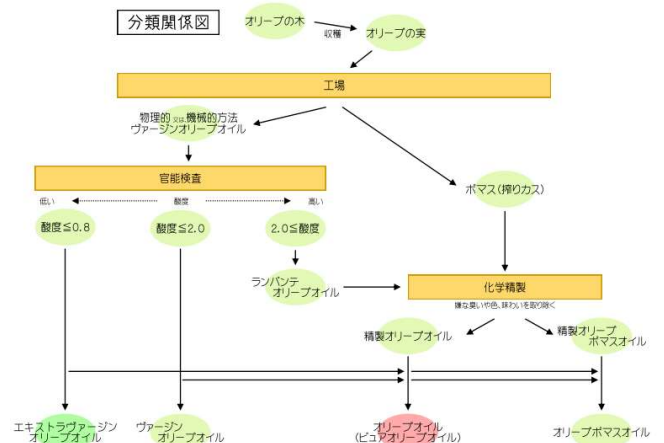 分類関係図
オリーブの木
収穫
オリーブの実
工場
物理的 又は 機械的方法
ヴァージンオリーブオイル
官能検査
低い
酸度
高い
ポマス(搾りカス)
酸度≦0.8
酸度≦2.0
2.0≦酸度
ランパンテ
オリーブオイル
化学精製
嫌な臭いや色、味わいを取り除く
精製オリーブオイル
精製オリーブ
ポマスオイル
エキストラヴァージン
オリーブオイル
ヴァージン
オリーブオイル
オリーブオイル
(ピュアオリーブオイル)
オリーブポマスオイル